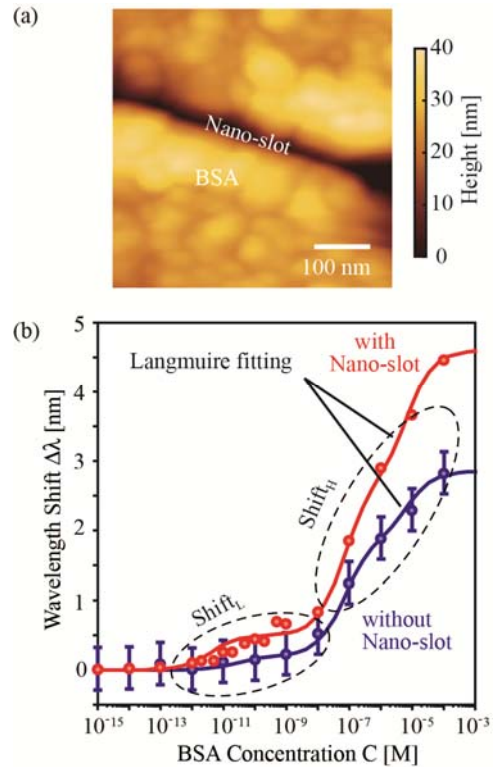 (a)
Nano-slot
BSA
100 nm
40
30
20
10
0
Height [nm]
(b)
5
4
3
2
1
0
Wavelength Shift Δλ [nm]
with
Nano-slot
Langmuire fitting
Shift_H
Shift_L
without
Nano-slot
10⁻¹⁵ 10⁻¹³ 10⁻¹¹ 10⁻⁹ 10⁻⁷ 10⁻⁵ 10⁻³
BSA Concentration C [M]